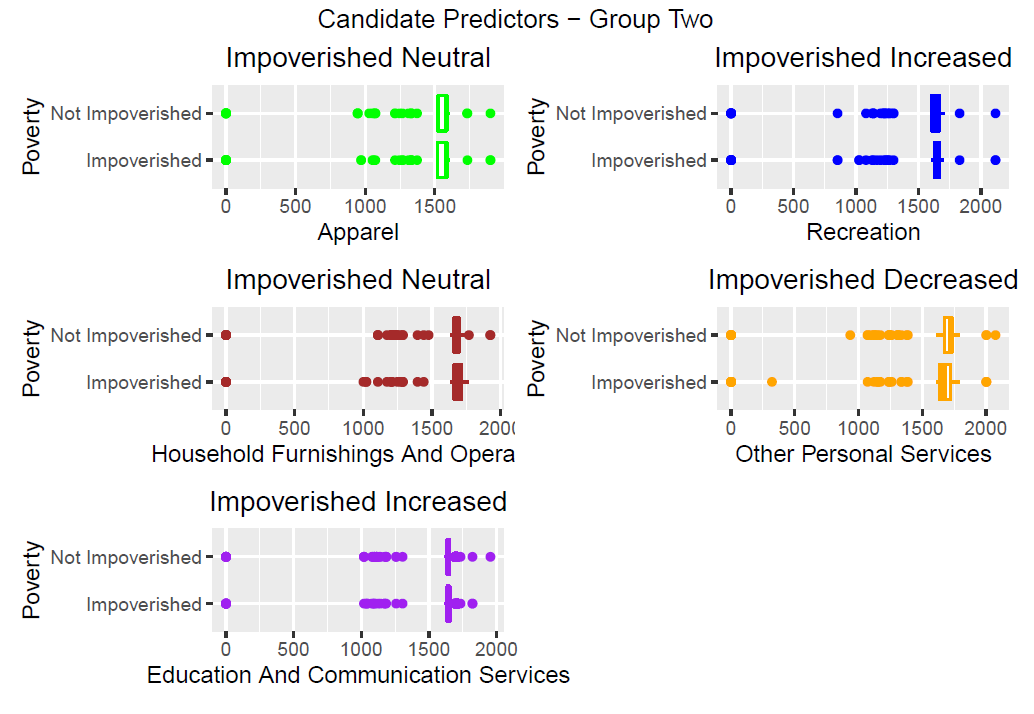 Candidate Predictors − Group Two
Impoverished Neutral
Poverty
Not Impoverished
Impoverished
0 500 1000 1500
Apparel
Impoverished Increased
Poverty
Not Impoverished
Impoverished
0 500 1000 1500 2000
Recreation
Impoverished Neutral
Poverty
Not Impoverished
Impoverished
0 500 1000 1500 2000
Household Furnishings And Opera
Impoverished Decreased
Poverty
Not Impoverished
Impoverished
0 500 1000 1500 2000
Other Personal Services
Impoverished Increased
Poverty
Not Impoverished
Impoverished
0 500 1000 1500 2000
Education And Communication Services